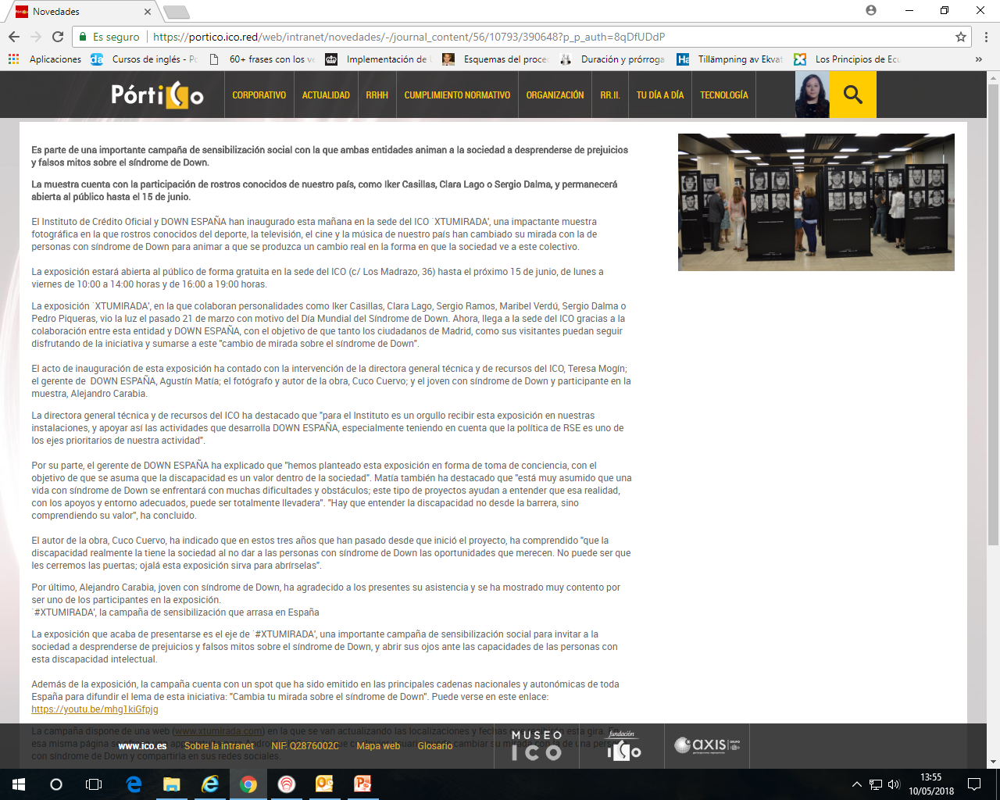 Novedades
Es seguro
https://portico.ico.red/web/intranet/novedades/-/journal_content/56/10793/390648?p_p_auth=8qDfUDdP
Aplicaciones
Cursos de inglés - Po
60+ frases con los ve
Implementación de
Esquemas del proce
Duración y prórroga
Tillämpning av Ekvat
Los Principios de Ecu
»
PórtiCo
CORPORATIVO
ACTUALIDAD
RRHH
CUMPLIMIENTO NORMATIVO
ORGANIZACIÓN
RR.II.
TU DÍA A DÍA
TECNOLOGÍA
Es parte de una importante campaña de sensibilización social con la que ambas entidades animan a la sociedad a desprenderse de prejuicios
y falsos mitos sobre el síndrome de Down.
La muestra cuenta con la participación de rostros conocidos de nuestro país, como Iker Casillas, Clara Lago o Sergio Dalma, y permanecerá
abierta al público hasta el 15 de junio.
El Instituto de Crédito Oficial y DOWN ESPAÑA han inaugurado esta mañana en la sede del ICO `XTUMIRADA', una impactante muestra
fotográfica en la que rostros conocidos del deporte, la televisión, el cine y la música de nuestro país han cambiado su mirada con la de
personas con síndrome de Down para animar a que se produzca un cambio real en la forma en que la sociedad ve a este colectivo.
La exposición estará abierta al público de forma gratuita en la sede del ICO (c/ Los Madrazo, 36) hasta el próximo 15 de junio, de lunes a
viernes de 10:00 a 14:00 horas y de 16:00 a 19:00 horas.
La exposición `XTUMIRADA', en la que colaboran personalidades como Iker Casillas, Clara Lago, Sergio Ramos, Maribel Verdú, Sergio Dalma o
Pedro Piqueras, vio la luz el pasado 21 de marzo con motivo del Día Mundial del Síndrome de Down. Ahora, llega a la sede del ICO gracias a la
colaboración entre esta entidad y DOWN ESPAÑA, con el objetivo de que tanto los ciudadanos de Madrid, como sus visitantes puedan seguir
disfrutando de la iniciativa y sumarse a este "cambio de mirada sobre el síndrome de Down".
El acto de inauguración de esta exposición ha contado con la intervención de la directora general técnica y de recursos del ICO, Teresa Mogín;
el gerente de DOWN ESPAÑA, Agustín Matía; el fotógrafo y autor de la obra, Cuco Cuervo; y el joven con síndrome de Down y participante en la
muestra, Alejandro Carabia.
La directora general técnica y de recursos del ICO ha destacado que "para el Instituto es un orgullo recibir esta exposición en nuestras
instalaciones, y apoyar así las actividades que desarrolla DOWN ESPAÑA, especialmente teniendo en cuenta que la política de RSE es uno de
los ejes prioritarios de nuestra actividad".
Por su parte, el gerente de DOWN ESPAÑA ha explicado que "hemos planteado esta exposición en forma de toma de conciencia, con el
objetivo de que se asuma que la discapacidad es un valor dentro de la sociedad". Matía también ha destacado que "está muy asumido que una
vida con síndrome de Down se enfrentará con muchas dificultades y obstáculos; este tipo de proyectos ayudan a entender que esa realidad,
con los apoyos y entorno adecuados, puede ser totalmente llevadera". "Hay que entender la discapacidad no desde la barrera, sino
comprendiendo su valor", ha concluido.
El autor de la obra, Cuco Cuervo, ha indicado que en estos tres años que han pasado desde que inició el proyecto, ha comprendido "que la
discapacidad realmente la tiene la sociedad al no dar a las personas con síndrome de Down las oportunidades que merecen. No puede ser que
les cerremos las puertas; ojalá esta exposición sirva para abrírselas".
Por último, Alejandro Carabia, joven con síndrome de Down, ha agradecido a los presentes su asistencia y se ha mostrado muy contento por
ser uno de los participantes en la exposición.
`#XTUMIRADA', la campaña de sensibilización que arrasa en España
La exposición que acaba de presentarse es el eje de `#XTUMIRADA', una importante campaña de sensibilización social para invitar a la
sociedad a desprenderse de prejuicios y falsos mitos sobre el síndrome de Down, y abrir sus ojos ante las capacidades de las personas con
esta discapacidad intelectual.
Además de la exposición, la campaña cuenta con un spot que ha sido emitido en las principales cadenas nacionales y autonómicas de toda
España para difundir el lema de esta iniciativa: "Cambia tu mirada sobre el síndrome de Down". Puede verse en este enlace:
https://youtu.be/mhg1kiGfpjg
La campaña dispone de una web (www.xtumirada.com) en la que se van actualizando las localizaciones y fechas
esa misma página
con síndrome de Down y compartirla en sus redes sociales.
www.ico.es
Sobre la intranet
NIF: Q2876002C
Mapa web
Glosario
MUSEO
ICO
fundación
ICO
axis
GRUPO
13:55
10/05/2018